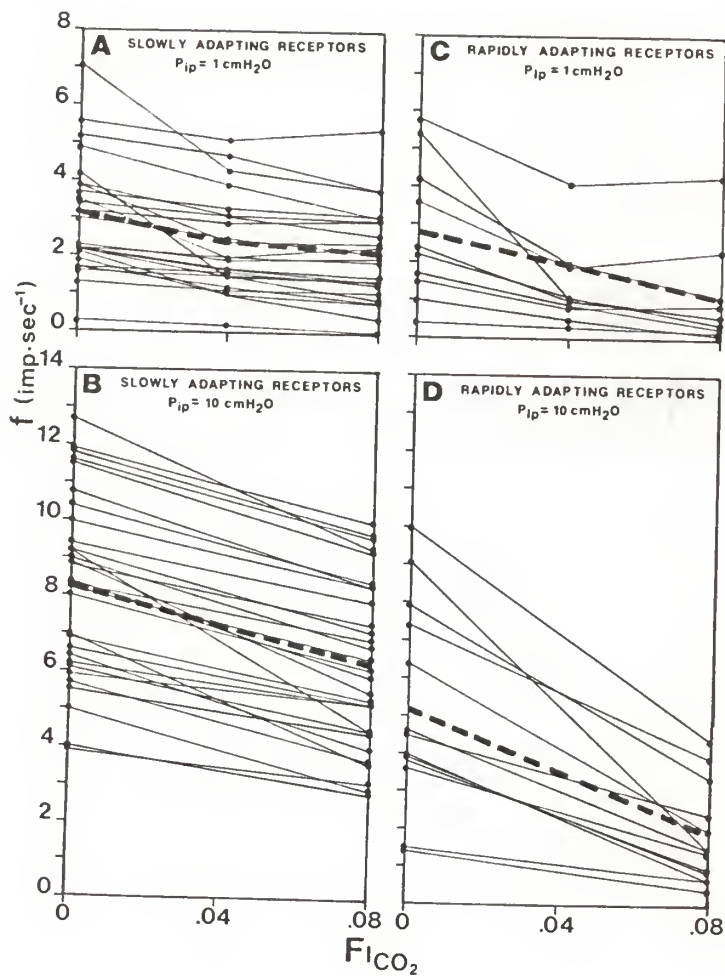 A SLOWLY ADAPTING RECEPTORS
Pip = 1 cmH2O
C RAPIDLY ADAPTING RECEPTORS
Pip = 1 cmH2O
8
6
4
2
0
f (imp·sec⁻¹)
B SLOWLY ADAPTING RECEPTORS
Pip = 10 cmH2O
D RAPIDLY ADAPTING RECEPTORS
Pip = 10 cmH2O
14
12
10
8
6
4
2
0
0 .04 .08 0 .04 .08
FICO2